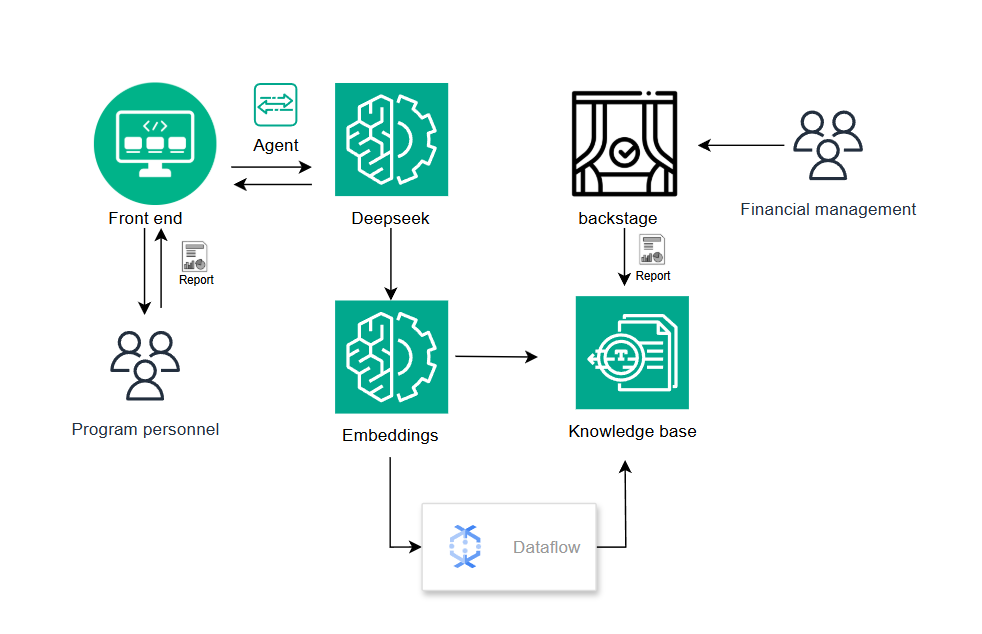 Agent
Front end
Deepseek
backstage
Financial management
Report
Report
Program personnel
Embeddings
Knowledge base
Dataflow